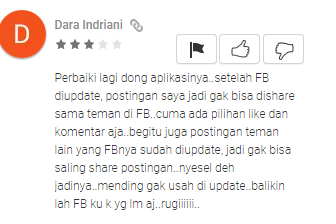 D
Dara Indriani
Perbaiki lagi dong aplikasinya..setelah FB
diupdate, postingan saya jadi gak bisa dishare
sama teman di FB..cuma ada pilihan like dan
komentar aja..begitu juga postingan teman
lain yang FBnya sudah diupdate, jadi gak bisa
saling share postingan..nyesel deh
jadinya..mending gak usah di update..balikin
lah FB ku k yg lm aj..rugiiiiii..